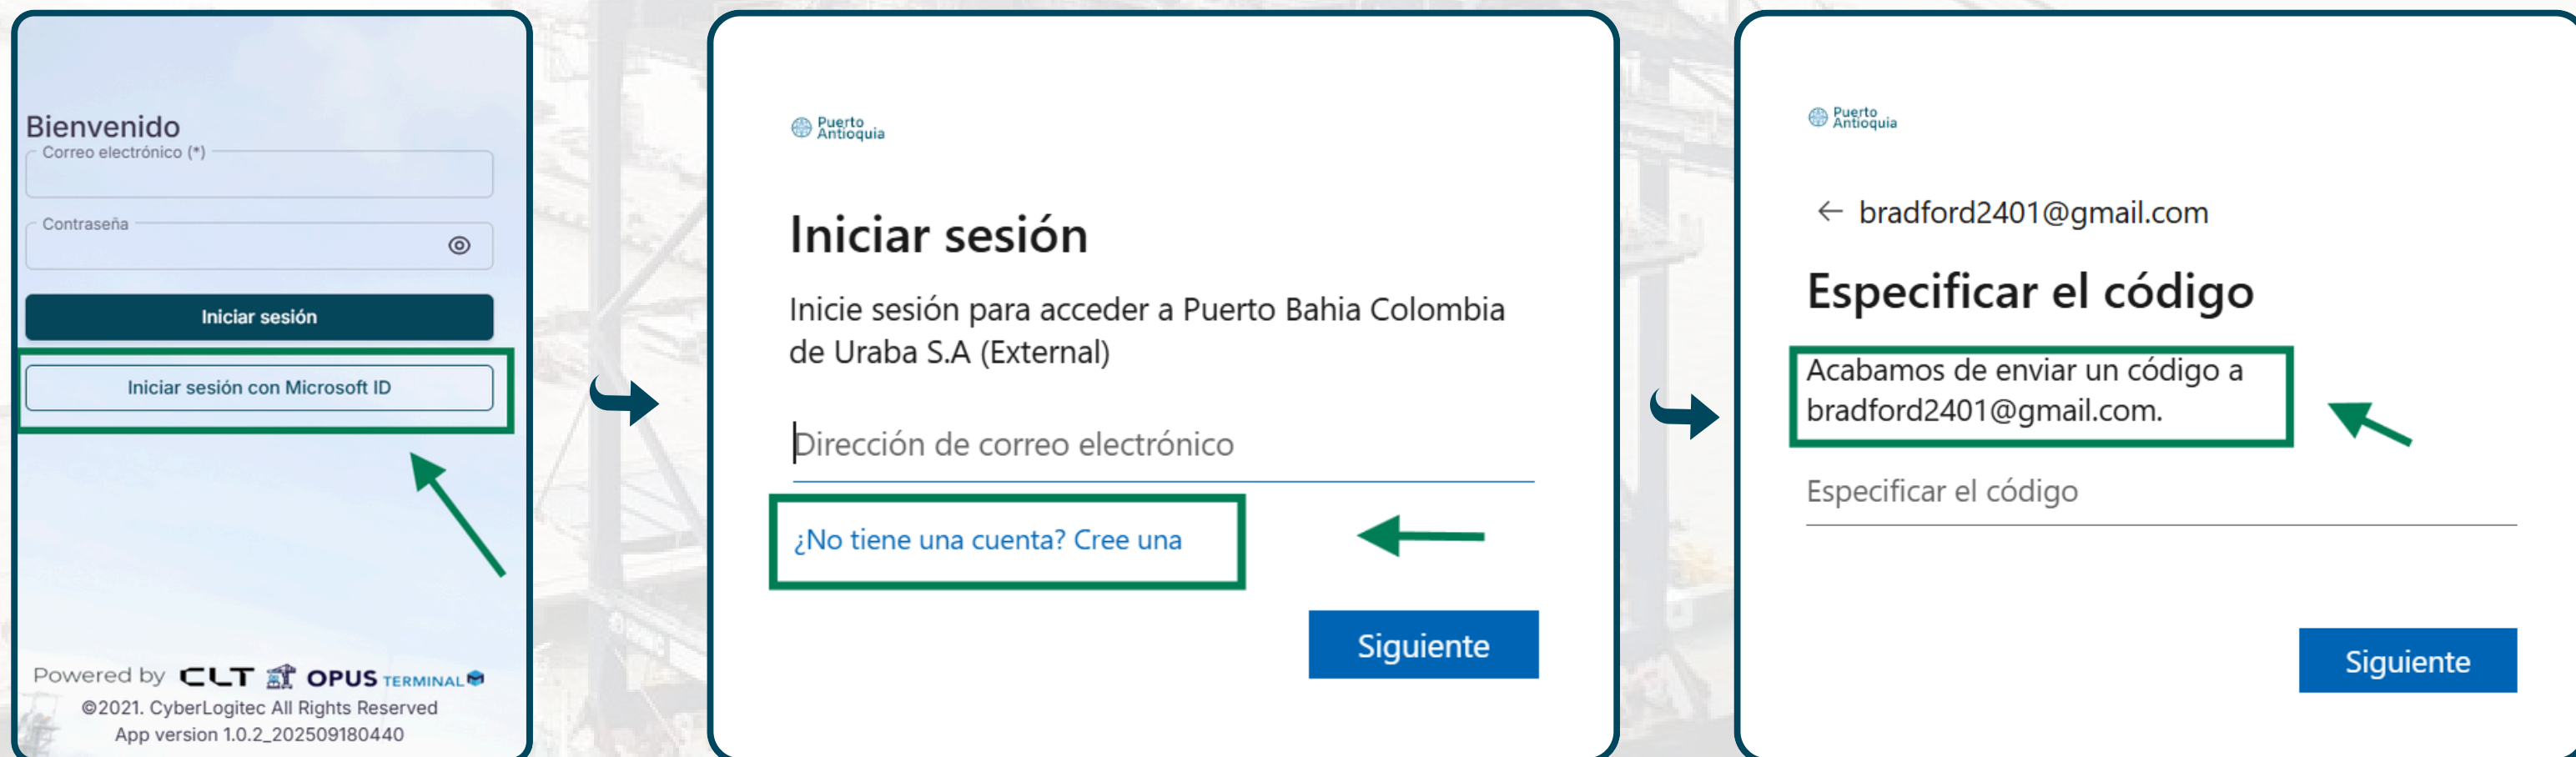 Bienvenido
Correo electrónico (*)
Contraseña
Iniciar sesión
Iniciar sesión con Microsoft ID
Powered by CLT OPUS TERMINAL
©2021. CyberLogitec All Rights Reserved
App version 1.0.2_202509180440
Puerto
Antioquia
Iniciar sesión
Inicie sesión para acceder a Puerto Bahia Colombia
de Uraba S.A (External)
Dirección de correo electrónico
¿No tiene una cuenta? Cree una
Siguiente
Puerto
Antioquia
← bradford2401@gmail.com
Especificar el código
Acabamos de enviar un código a
bradford2401@gmail.com.
Especificar el código
Siguiente